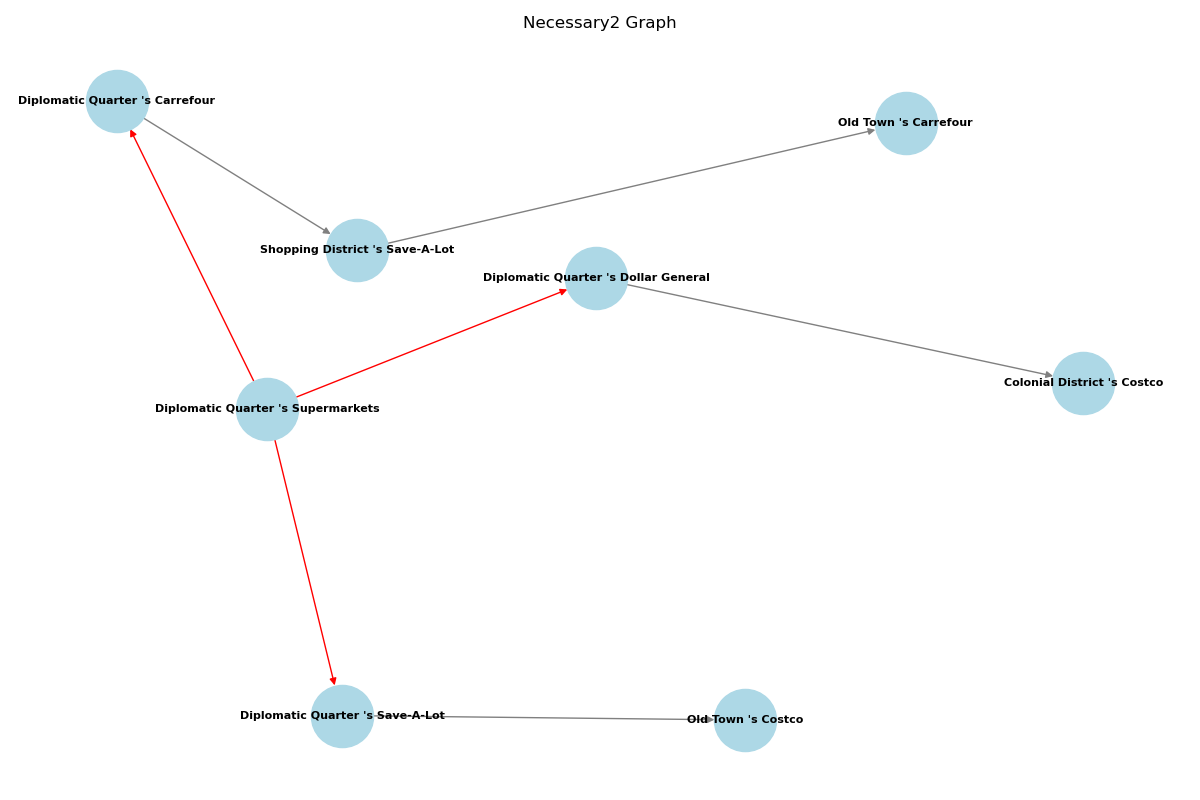 Necessary2 Graph
Diplomatic Quarter 's Carrefour
Old Town 's Carrefour
Shopping District 's Save-A-Lot
Diplomatic Quarter 's Dollar General
Colonial District 's Costco
Diplomatic Quarter 's Supermarkets
Diplomatic Quarter 's Save-A-Lot
Old Town 's Costco